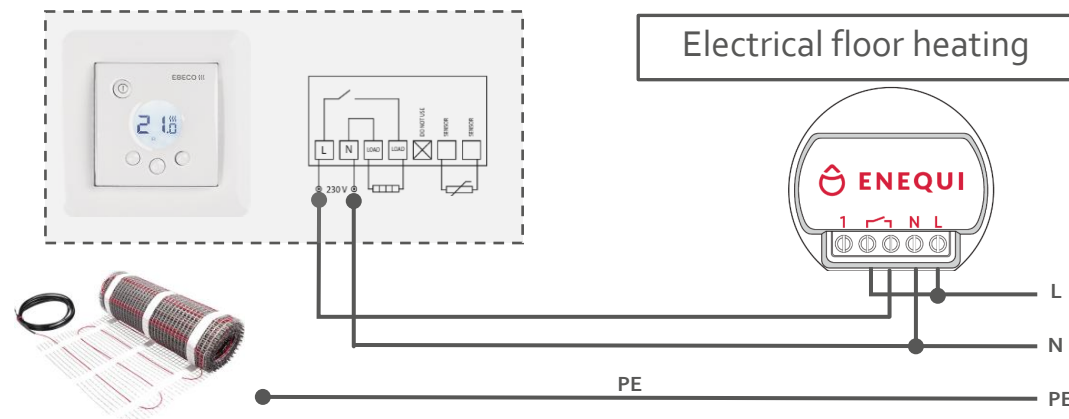 Electrical floor heating
EBECO
21.0
DO NOT USE
SENSOR
SENSOR
L N LOAD LOAD
230 V
ENEQUI
1 N L
L
N
PE
PE